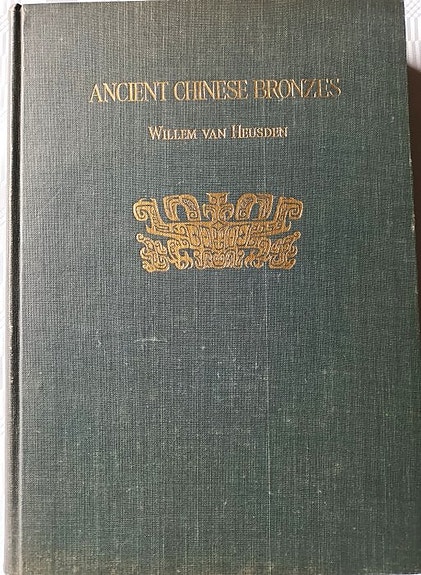 ANCIENT CHINESE BRONZES
WILLEM VAN HEUSDEN